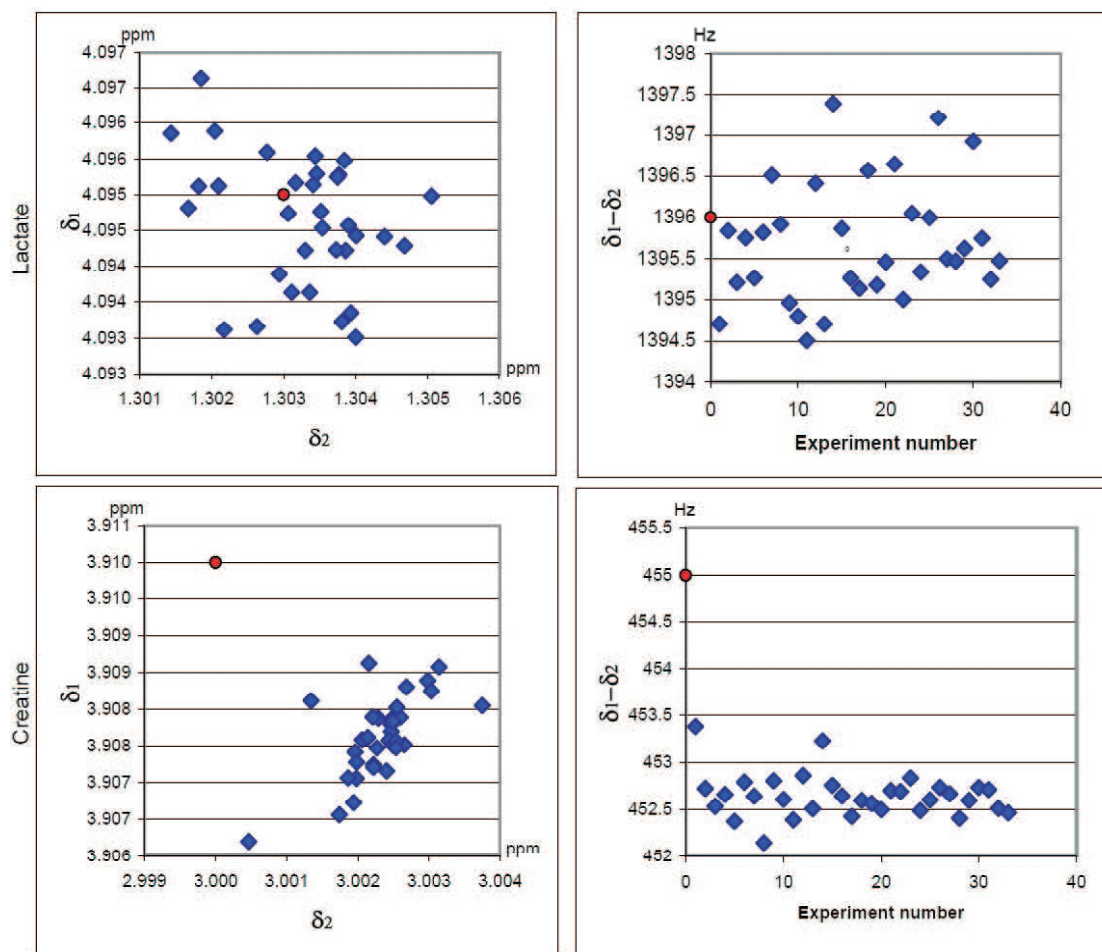 ppm
4.097
4.097
4.096
4.096
4.095
4.095
4.094
4.094
4.093
4.093
1.301 1.302 1.303 1.304 1.305 1.306
ppm
δ1
δ2
Lactate
Hz
1398
1397.5
1397
1396.5
1396
1395.5
1395
1394.5
1394
0 10 20 30 40
δ1–δ2
Experiment number
ppm
3.911
3.910
3.910
3.909
3.909
3.908
3.908
3.907
3.907
3.906
2.999 3.000 3.001 3.002 3.003 3.004
ppm
δ1
δ2
Creatine
Hz
455.5
455
454.5
454
453.5
453
452.5
452
0 10 20 30 40
δ1–δ2
Experiment number